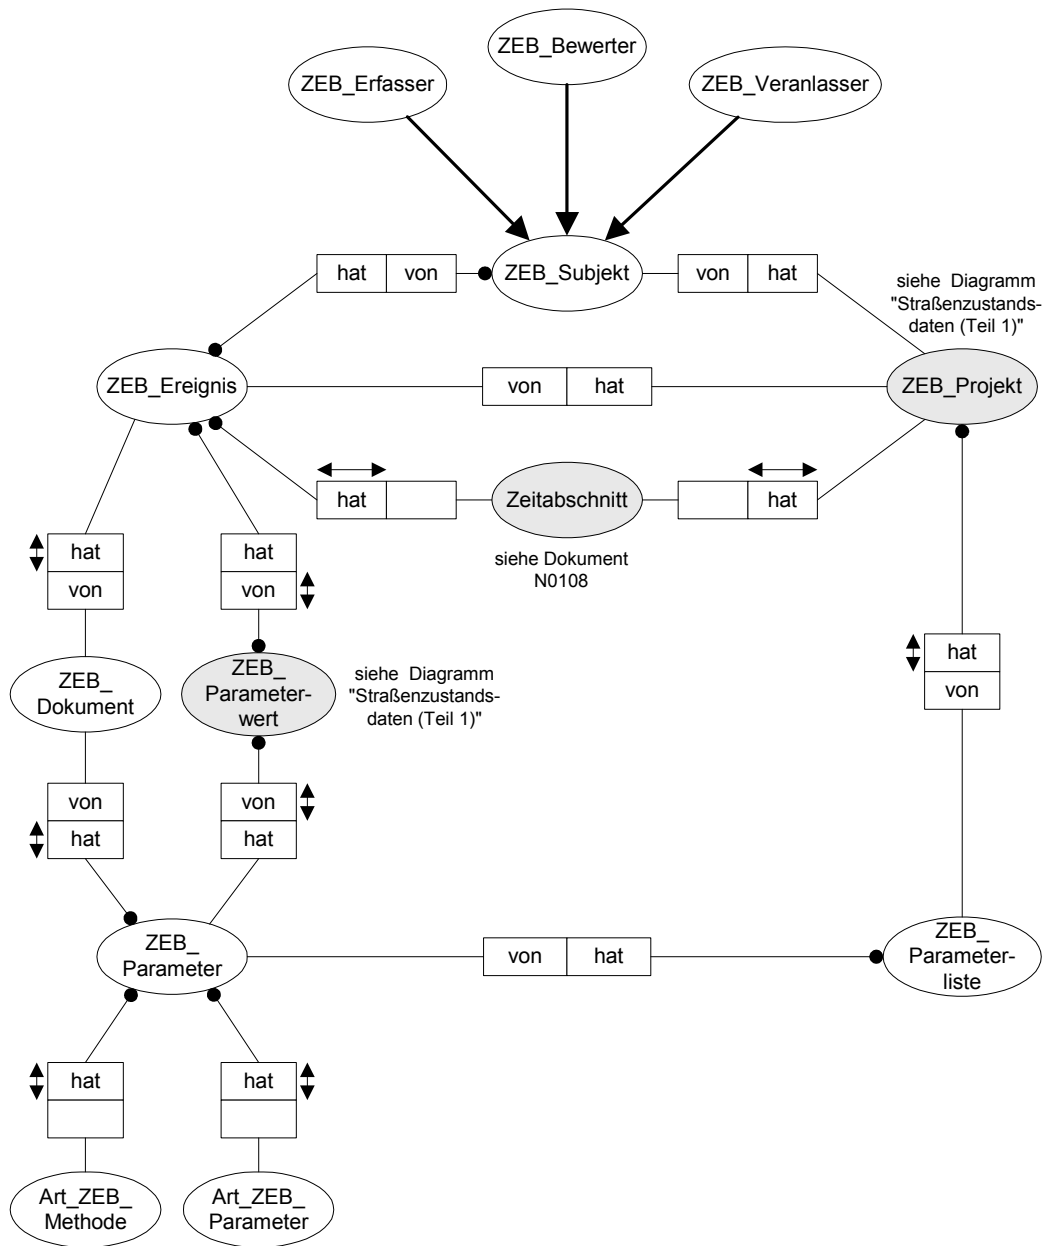 ZEB_Bewerter
ZEB_Erfasser
ZEB_Veranlasser
hat
von
ZEB_Subjekt
von
hat
siehe Diagramm
"Straßenzustands-
daten (Teil 1)"
ZEB_Ereignis
von
hat
ZEB_Projekt
hat
Zeitabschnitt
hat
siehe Dokument
N0108
hat
von
hat
von
hat
von
ZEB_
Dokument
ZEB_
Parameter-
wert
siehe Diagramm
"Straßenzustands-
daten (Teil 1)"
von
hat
von
hat
ZEB_
Parameter
von
hat
ZEB_
Parameter-
liste
hat
hat
Art_ZEB_
Methode
Art_ZEB_
Parameter